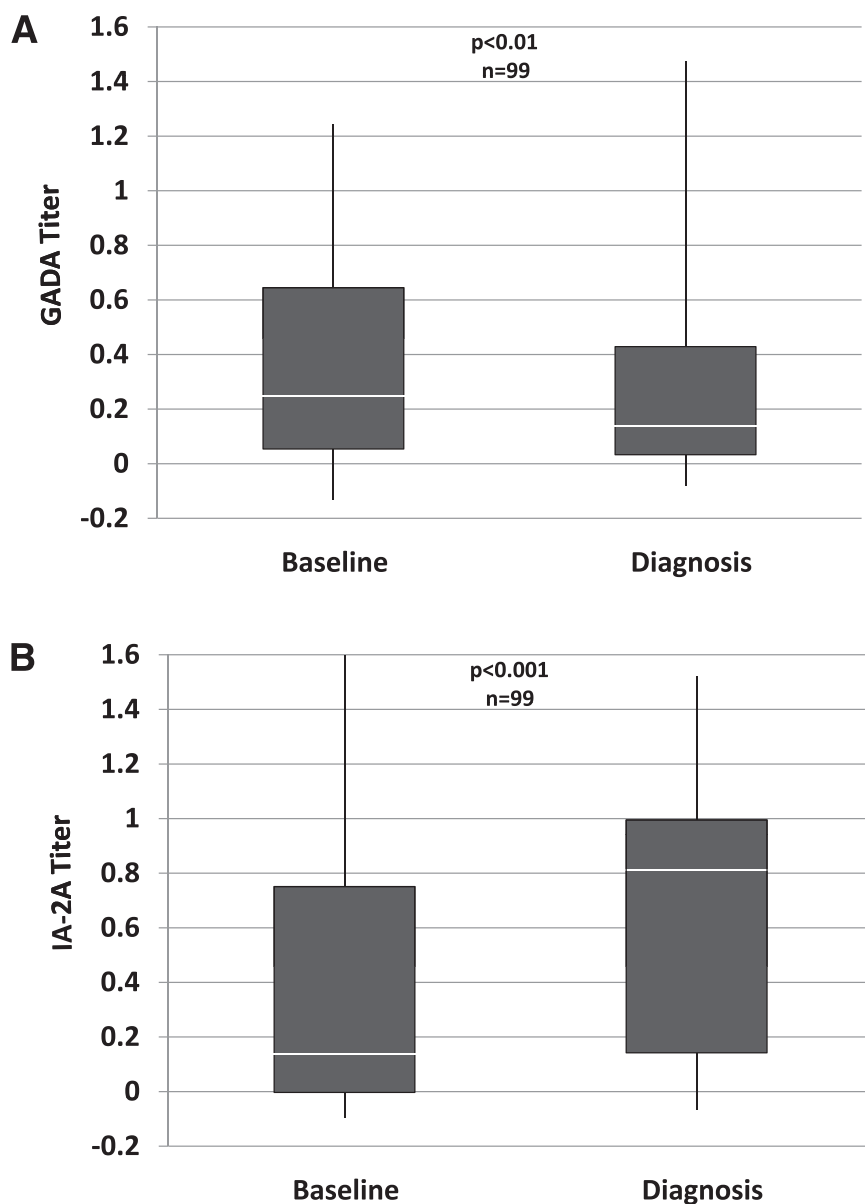 A
GADA Titer
1.6
1.4
1.2
1
0.8
0.6
0.4
0.2
0
-0.2
p<0.01
n=99
Baseline
Diagnosis
B
IA-2A Titer
1.6
1.4
1.2
1
0.8
0.6
0.4
0.2
0
-0.2
p<0.001
n=99
Baseline
Diagnosis